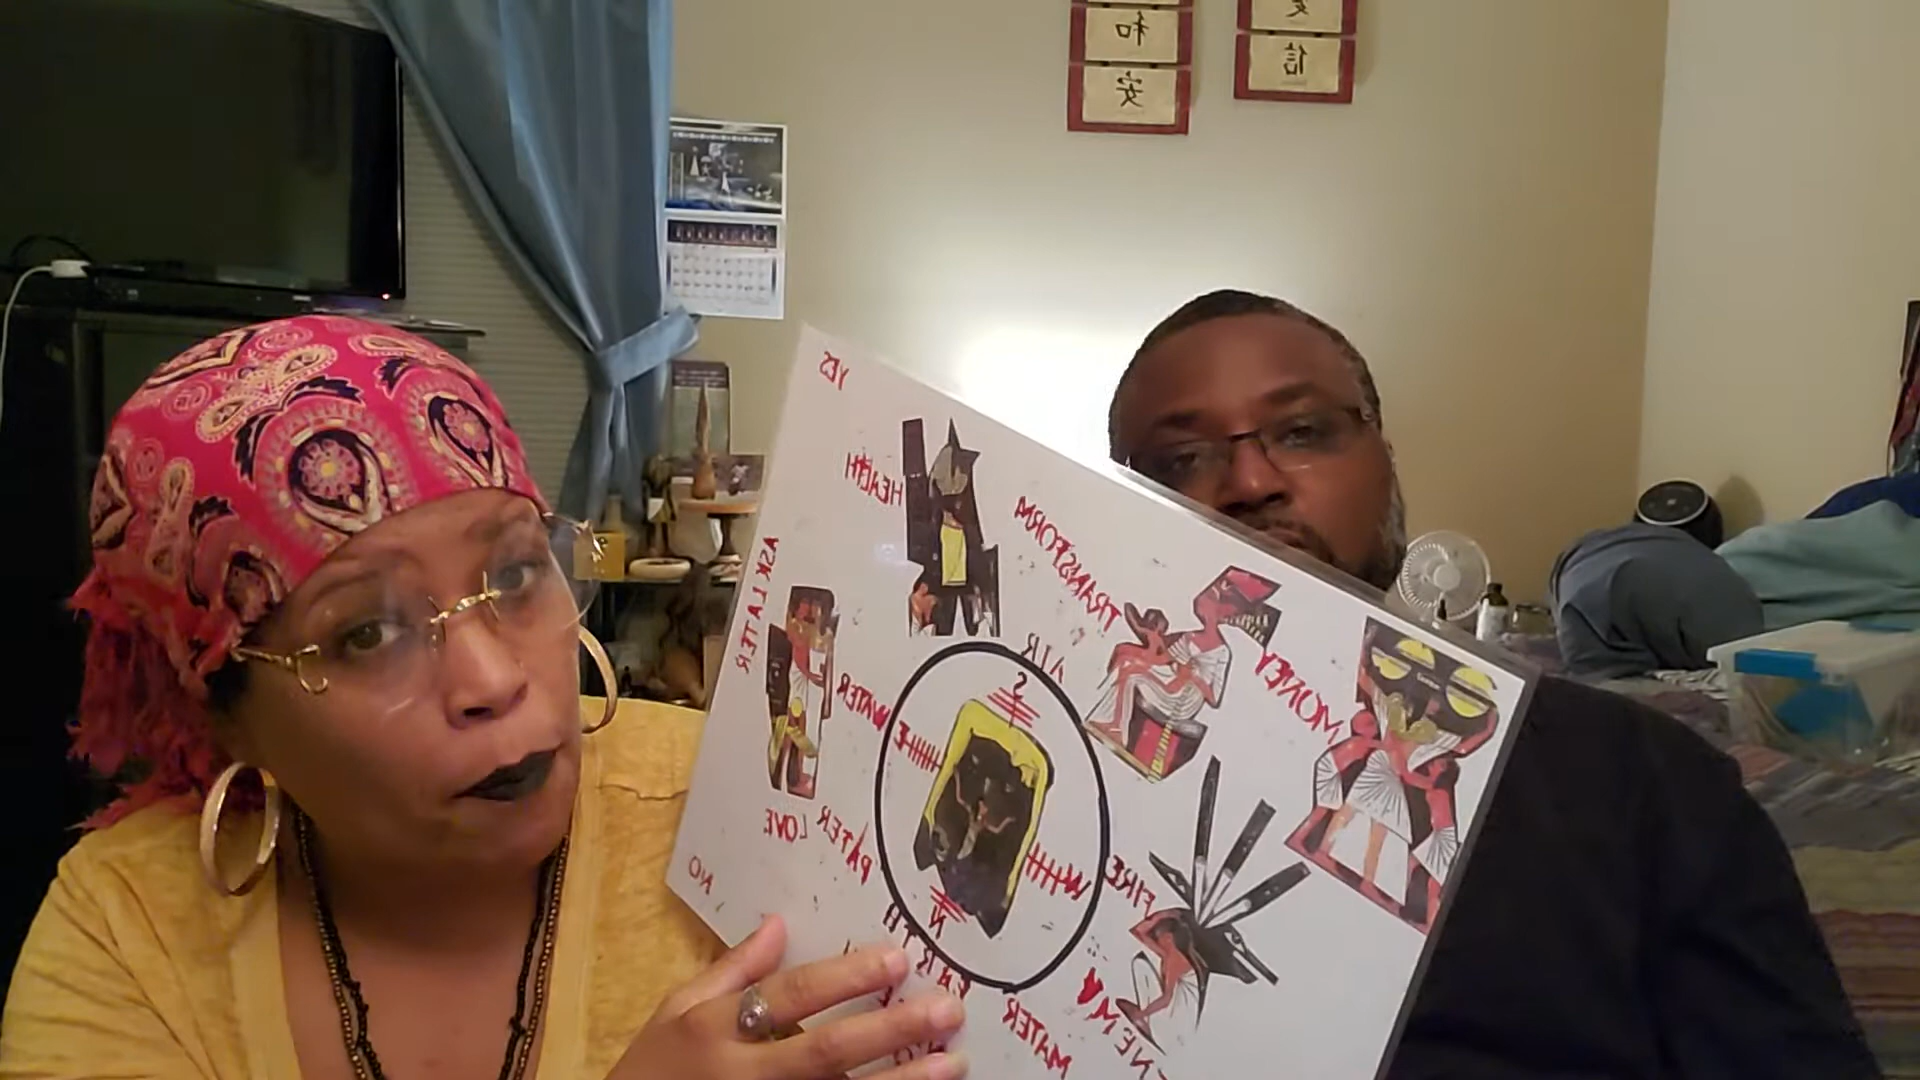 和
安
信
YES
HEALTH
TRANSFORM
MONEY
ASK LATER
AIR
S
WATER
E
LOVE
PATER
W
FIRE
N
NO
EARTH
MATER